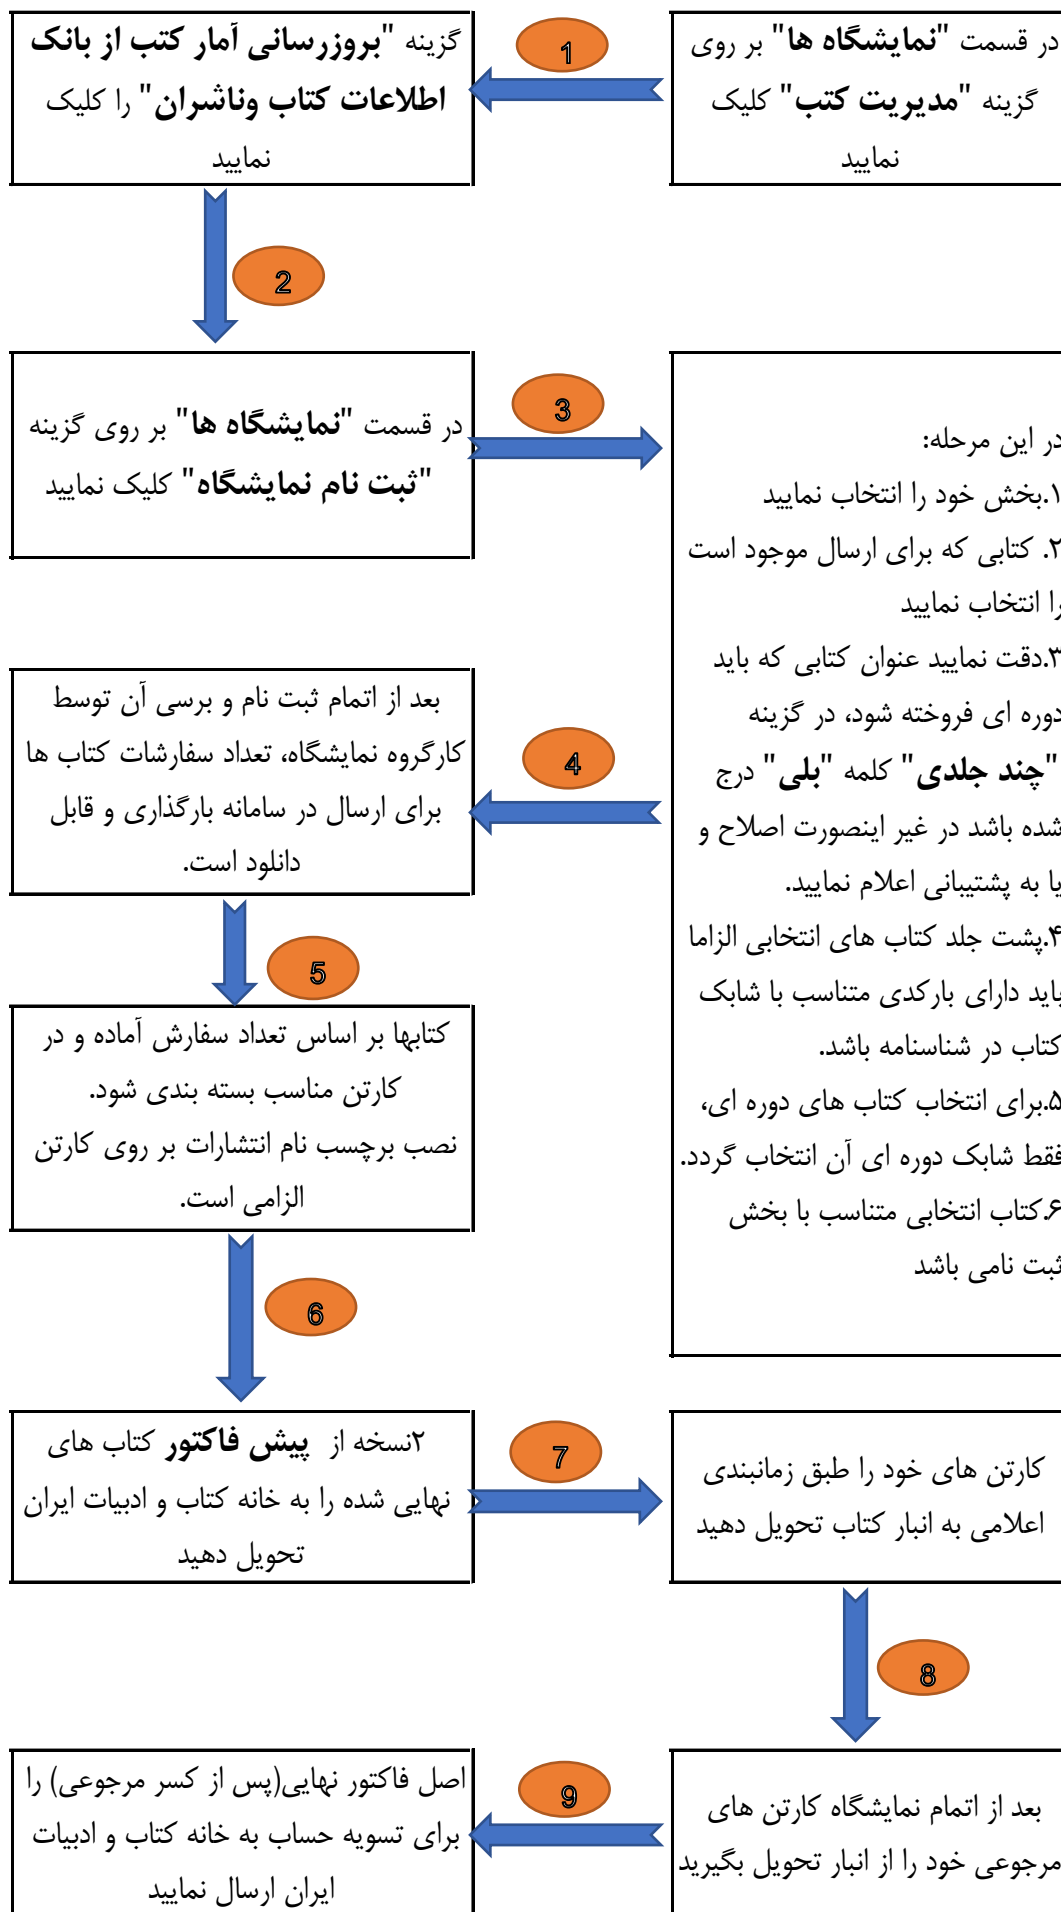 در قسمت "نمایشگاه ها" بر روی
گزینه "مدیریت کتب" کلیک
نمایید
1
گزینه "بروزرسانی آمار کتب از بانک
اطلاعات کتاب وناشران" را کلیک
نمایید
2
در قسمت "نمایشگاه ها" بر روی گزینه
"ثبت نام نمایشگاه" کلیک نمایید
3
در این مرحله:
۱.بخش خود را انتخاب نمایید
۲. کتابی که برای ارسال موجود است
را انتخاب نمایید
۳.دقت نمایید عنوان کتابی که باید
دوره ای فروخته شود، در گزینه
"چند جلدی" کلمه "بلی" درج
شده باشد در غیر اینصورت اصلاح و
یا به پشتیبانی اعلام نمایید.
۴.پشت جلد کتاب های انتخابی الزاما
باید دارای بارکدی متناسب با شابک
کتاب در شناسنامه باشد.
۵.برای انتخاب کتاب های دوره ای،
فقط شابک دوره ای آن انتخاب گردد.
۶.کتاب انتخابی متناسب با بخش
ثبت نامی باشد
4
بعد از اتمام ثبت نام و برسی آن توسط
کارگروه نمایشگاه، تعداد سفارشات کتاب ها
برای ارسال در سامانه بارگذاری و قابل
دانلود است.
5
کتابها بر اساس تعداد سفارش آماده و در
کارتن مناسب بسته بندی شود.
نصب برچسب نام انتشارات بر روی کارتن
الزامی است.
6
۲نسخه از پیش فاکتور کتاب های
نهایی شده را به خانه کتاب و ادبیات ایران
تحویل دهید
7
کارتن های خود را طبق زمانبندی
اعلامی به انبار کتاب تحویل دهید
8
بعد از اتمام نمایشگاه کارتن های
مرجوعی خود را از انبار تحویل بگیرید
9
اصل فاکتور نهایی(پس از کسر مرجوعی) را
برای تسویه حساب به خانه کتاب و ادبیات
ایران ارسال نمایید